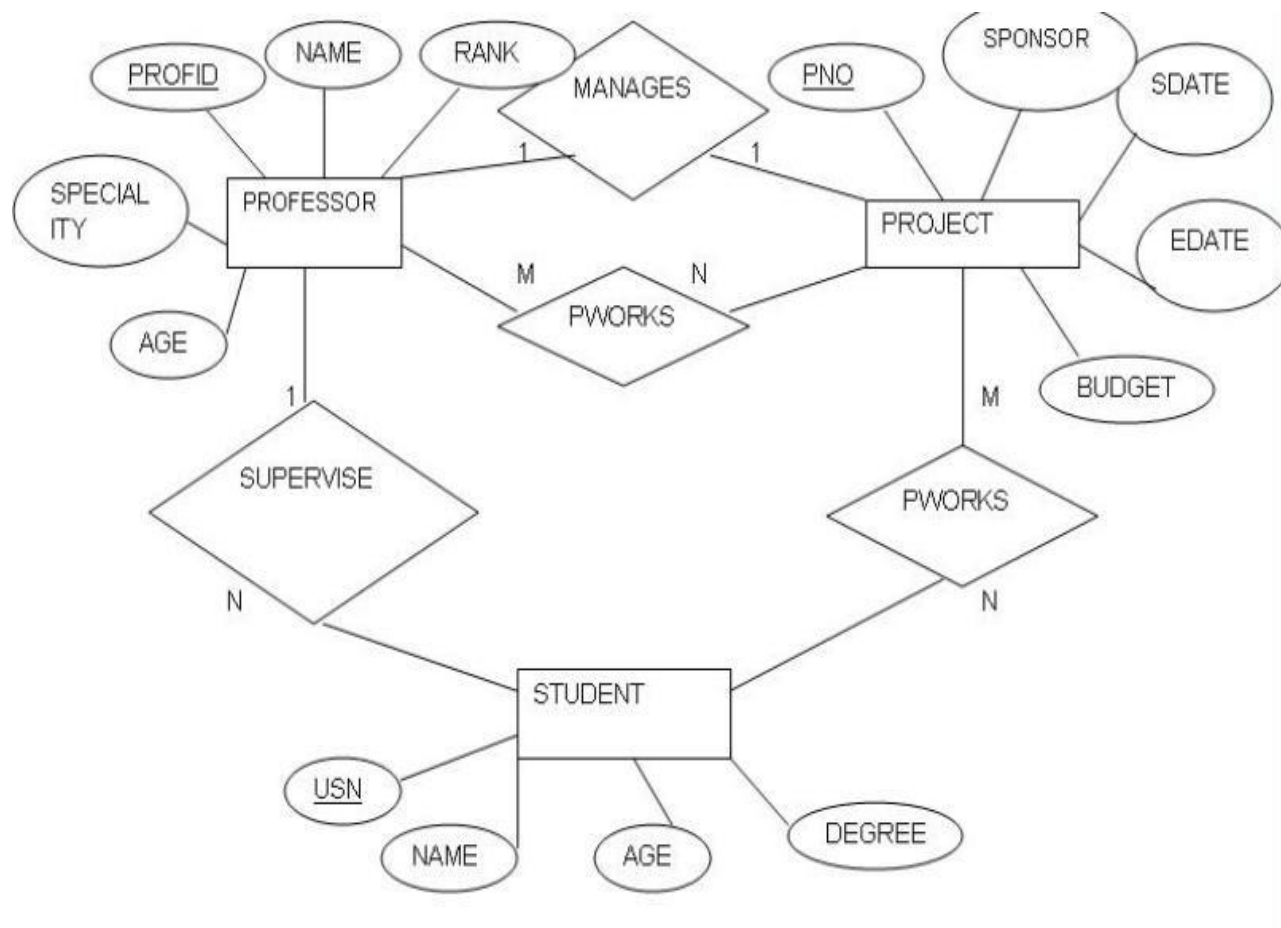 PROFID
NAME
RANK
MANAGES
PNO
SPONSOR
SDATE
1
1
SPECIAL
ITY
PROFESSOR
PROJECT
EDATE
M
N
PWORKS
AGE
BUDGET
1
M
SUPERVISE
PWORKS
N
N
STUDENT
USN
NAME
AGE
DEGREE